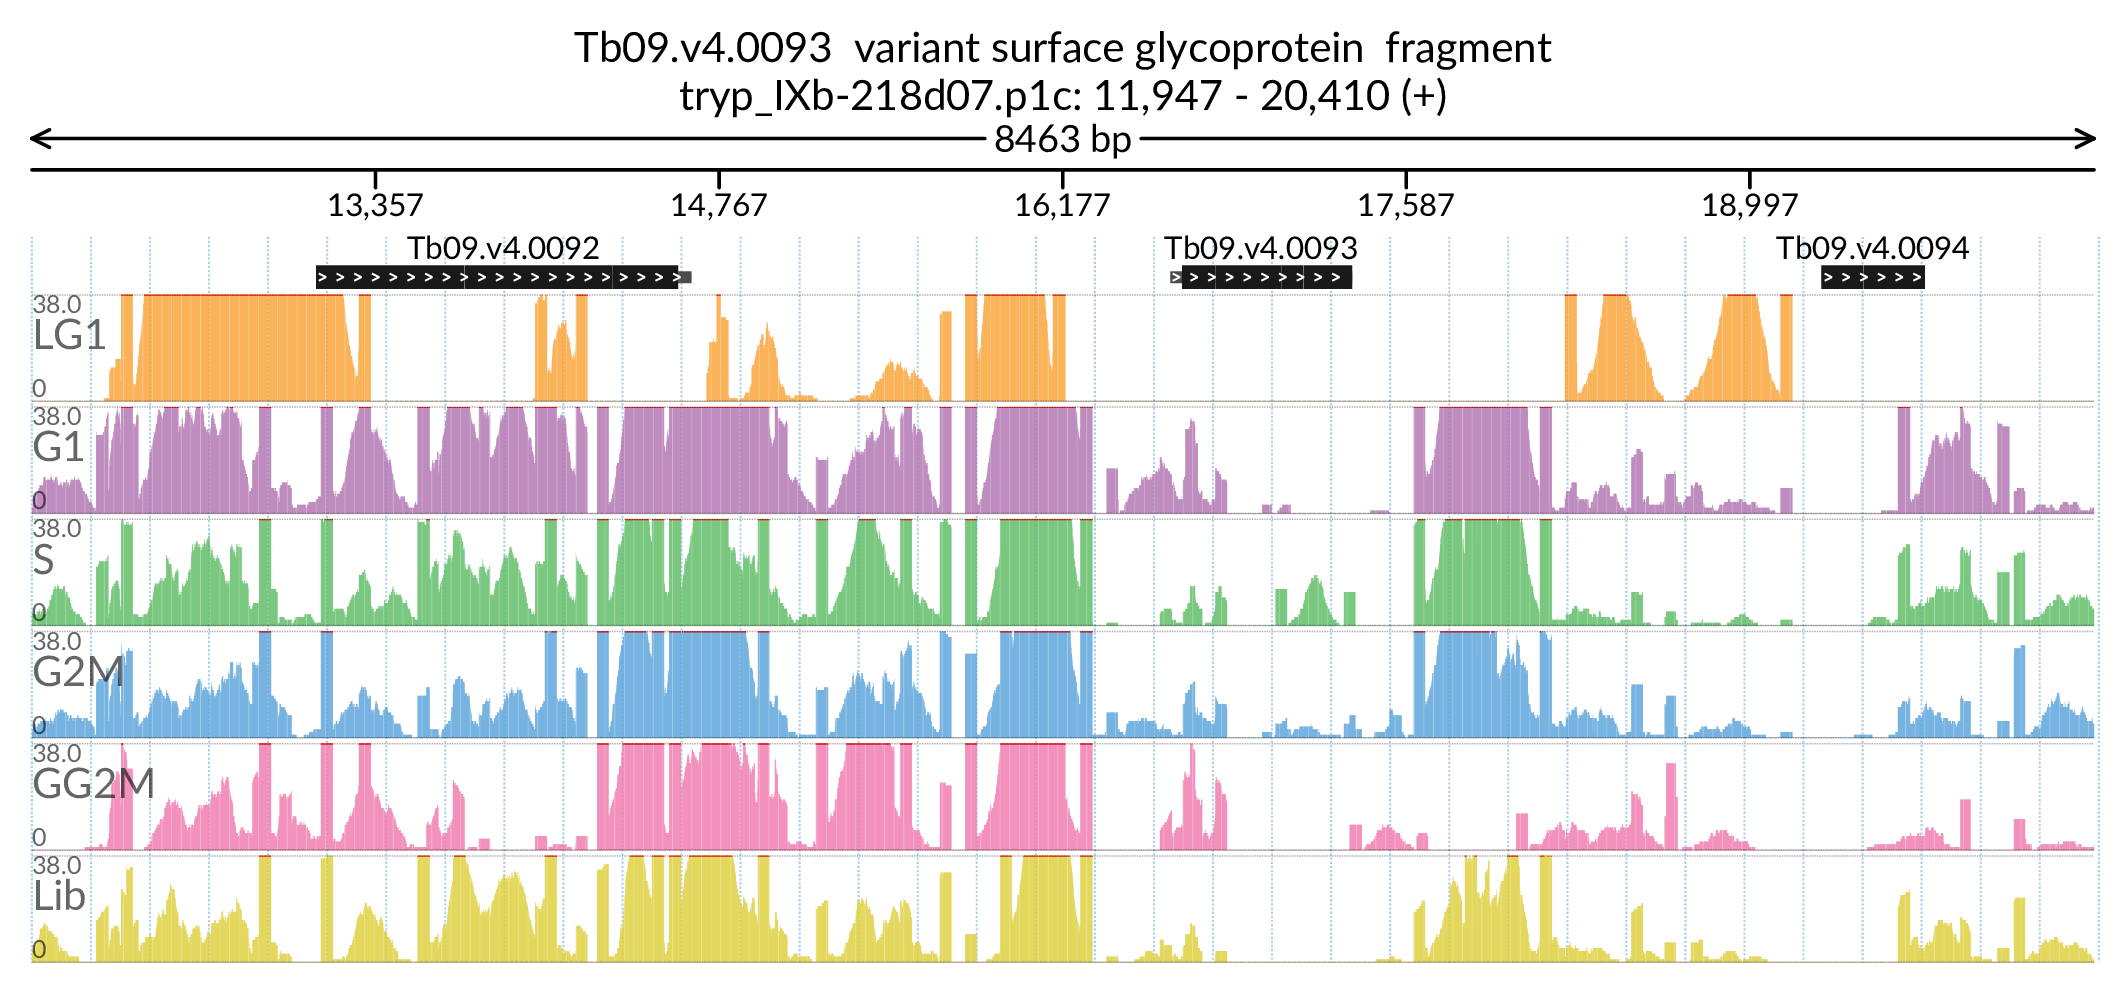 Tb09.v4.0093 variant surface glycoprotein fragment
tryp_IXb-218d07.p1c: 11,947 - 20,410 (+)
8463 bp
13,357 14,767 16,177 17,587 18,997
Tb09.v4.0092 Tb09.v4.0093 Tb09.v4.0094
38.0
LG1
0
38.0
G1
0
38.0
S
0
38.0
G2M
0
38.0
GG2M
0
38.0
Lib
0